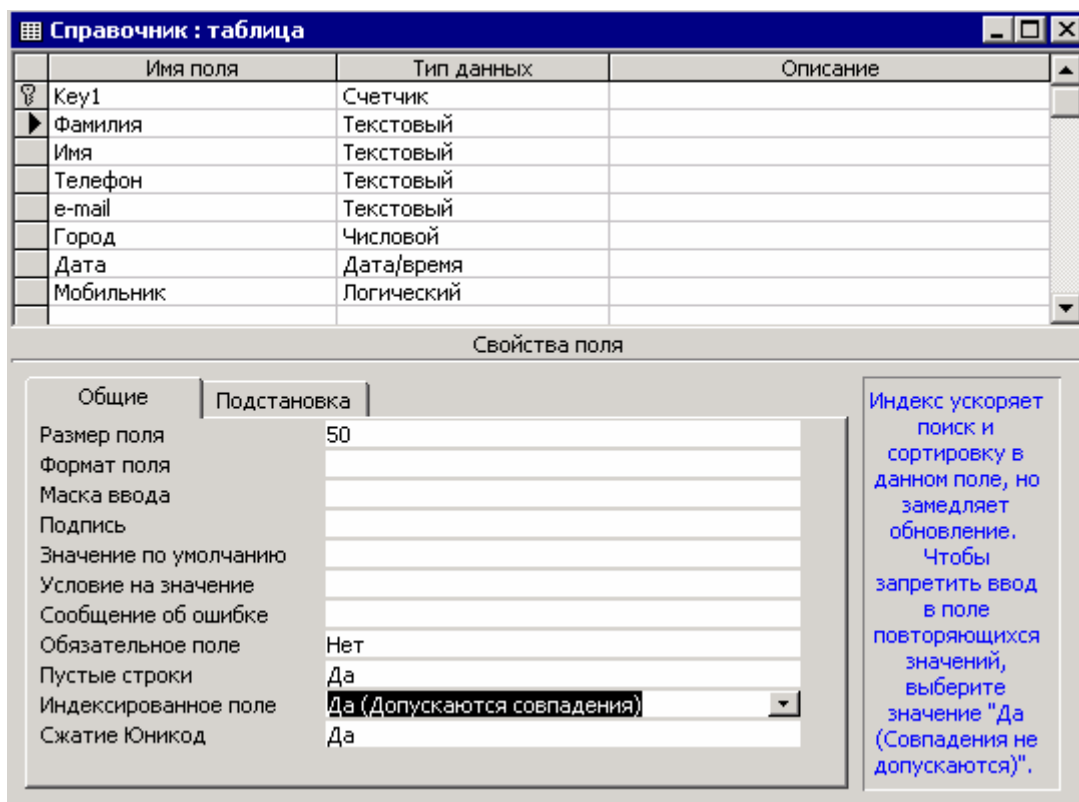 Справочник : таблица
Имя поля Тип данных Описание
Key1 Счетчик
Фамилия Текстовый
Имя Текстовый
Телефон Текстовый
e-mail Текстовый
Город Числовой
Дата Дата/время
Мобильник Логический
Свойства поля
Общие Подстановка
Размер поля 50
Формат поля
Маска ввода
Подпись
Значение по умолчанию
Условие на значение
Сообщение об ошибке
Обязательное поле Нет
Пустые строки Да
Индексированное поле Да (Допускаются совпадения)
Сжатие Юникод Да
Индекс ускоряет
поиск и
сортировку в
данном поле, но
замедляет
обновление.
Чтобы
запретить ввод
в поле
повторяющихся
значений,
выберите
значение "Да
(Совпадения не
допускаются)".